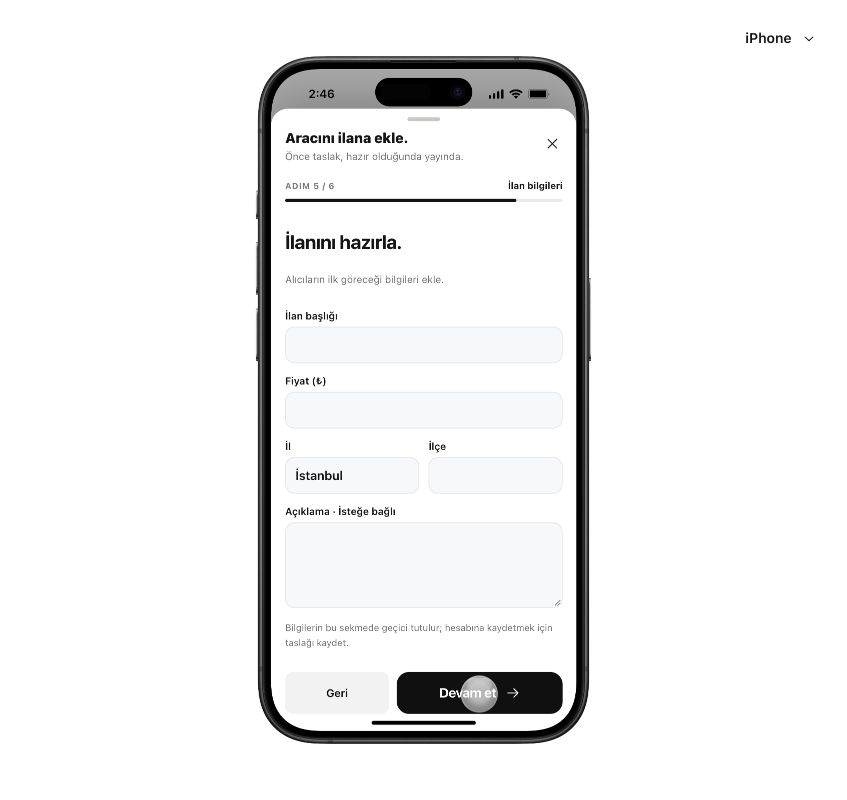 iPhone
2:46
Aracını ilana ekle.
Önce taslak, hazır olduğunda yayında.
ADIM 5 / 6
İlan bilgileri
İlanını hazırla.
Alıcıların ilk göreceği bilgileri ekle.
İlan başlığı
Fiyat (₺)
İl
İlçe
İstanbul
Açıklama · İsteğe bağlı
Bilgilerin bu sekmede geçici tutulur; hesabına kaydetmek için
taslağı kaydet.
Geri
Devam et